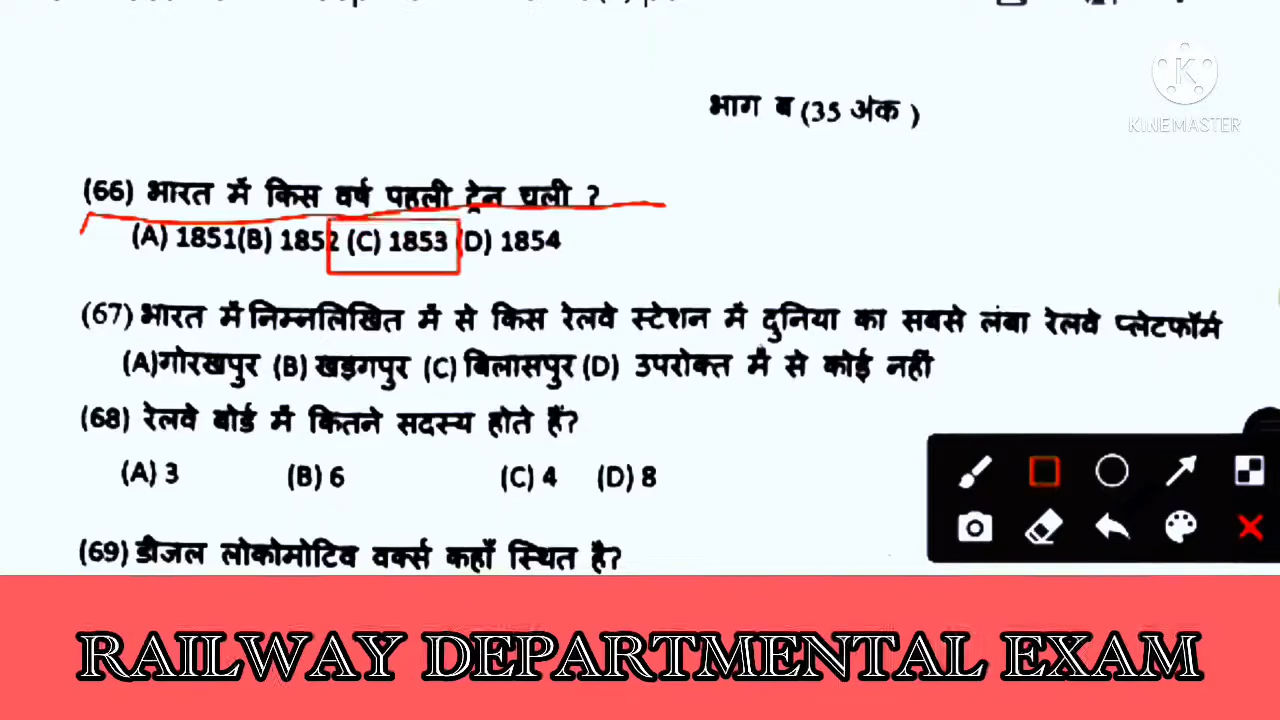 KINEMASTER
भाग ब (35 अंक )
(66) भारत में किस वर्ष पहली ट्रेन चली ?
(A) 1851(B) 1852 (C) 1853 (D) 1854
(67) भारत में निम्नलिखित में से किस रेलवे स्टेशन में दुनिया का सबसे लंबा रेलवे प्लेटफॉर्म
(A)गोरखपुर (B) खड़गपुर (C) बिलासपुर (D) उपरोक्त में से कोई नहीं
(68) रेलवे बोर्ड में कितने सदस्य होते हैं?
(A) 3 (B) 6 (C) 4 (D) 8
(69) डीजल लोकोमोटिव वर्क्स कहाँ स्थित है?
RAILWAY DEPARTMENTAL EXAM